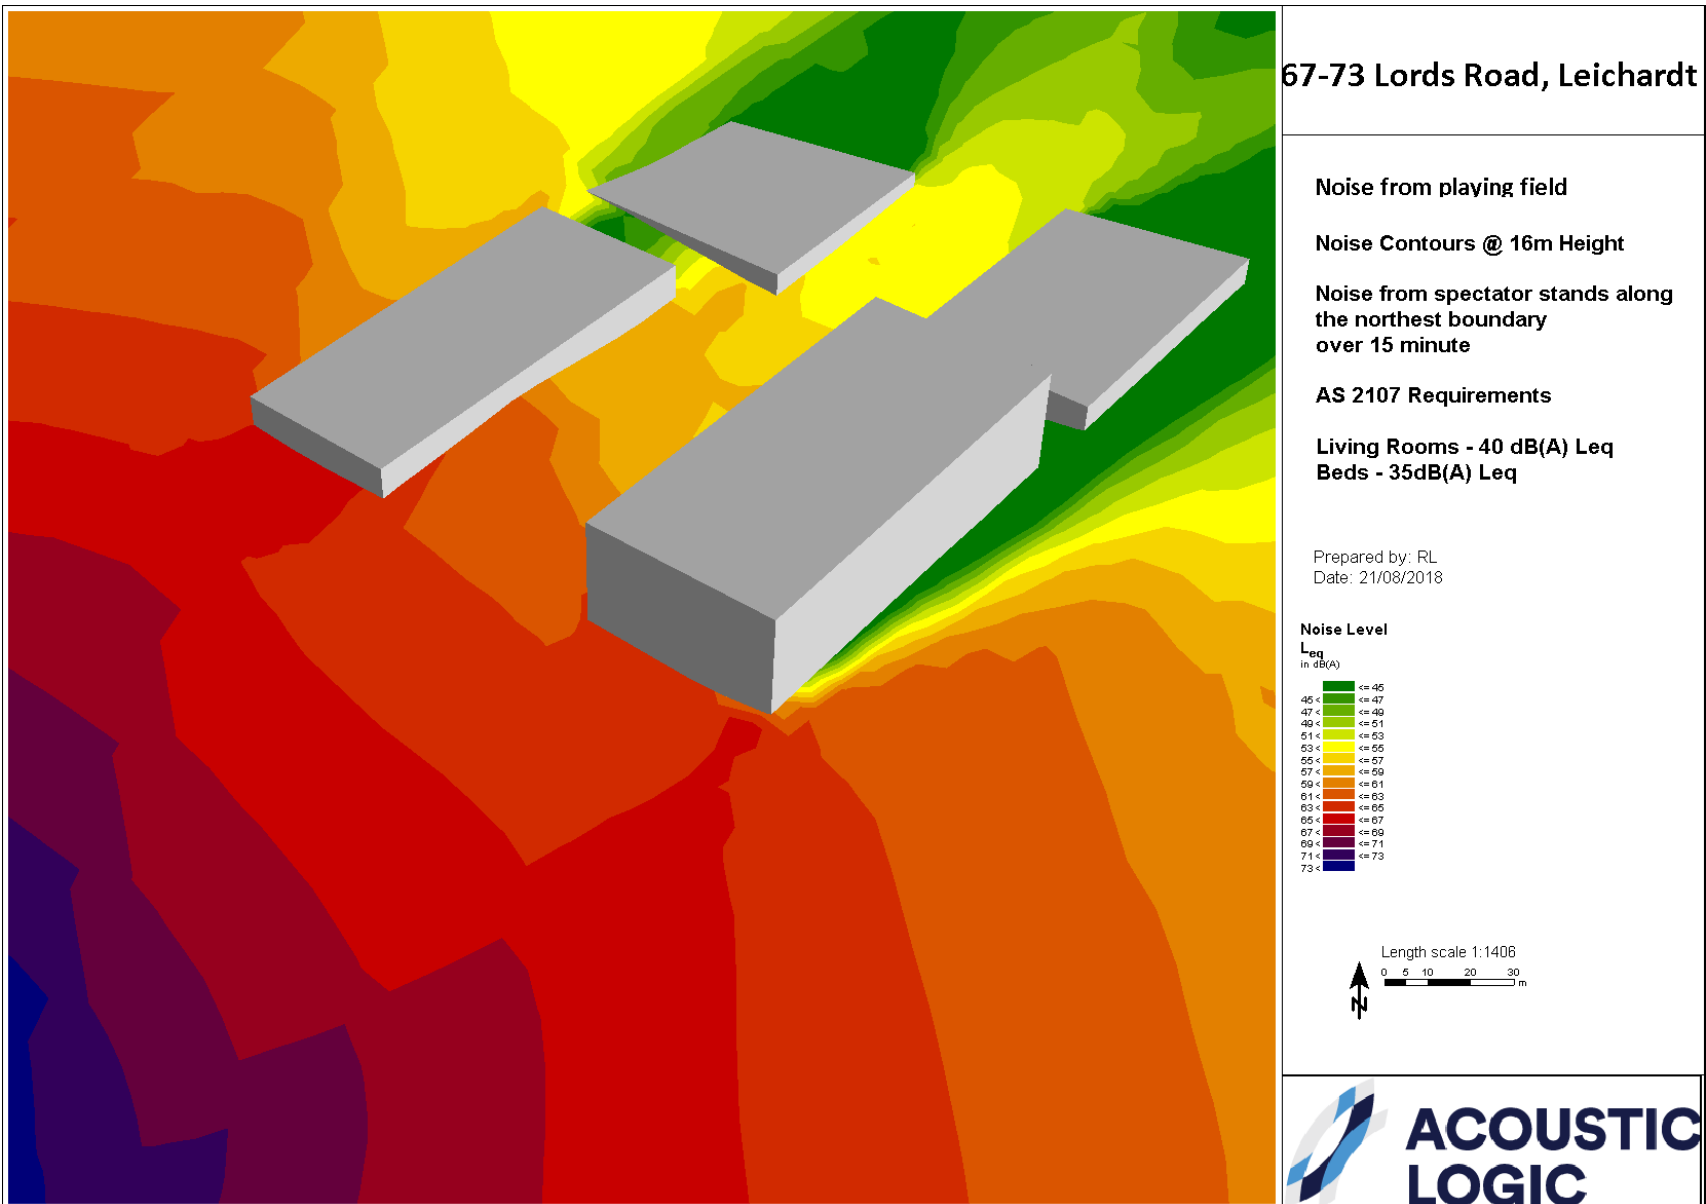 67-73 Lords Road, Leichardt
Noise from playing field
Noise Contours @ 16m Height
Noise from spectator stands along
the northest boundary
over 15 minute
AS 2107 Requirements
Living Rooms - 40 dB(A) Leq
Beds - 35dB(A) Leq
Prepared by: RL
Date: 21/08/2018
Noise Level
Leq
in dB(A)
<= 45
45 < <= 47
47 < <= 49
49 < <= 51
51 < <= 53
53 < <= 55
55 < <= 57
57 < <= 59
59 < <= 61
61 < <= 63
63 < <= 65
65 < <= 67
67 < <= 69
69 < <= 71
71 < <= 73
73 <
Length scale 1:1406
0 5 10 20 30
m
N
ACOUSTIC
LOGIC